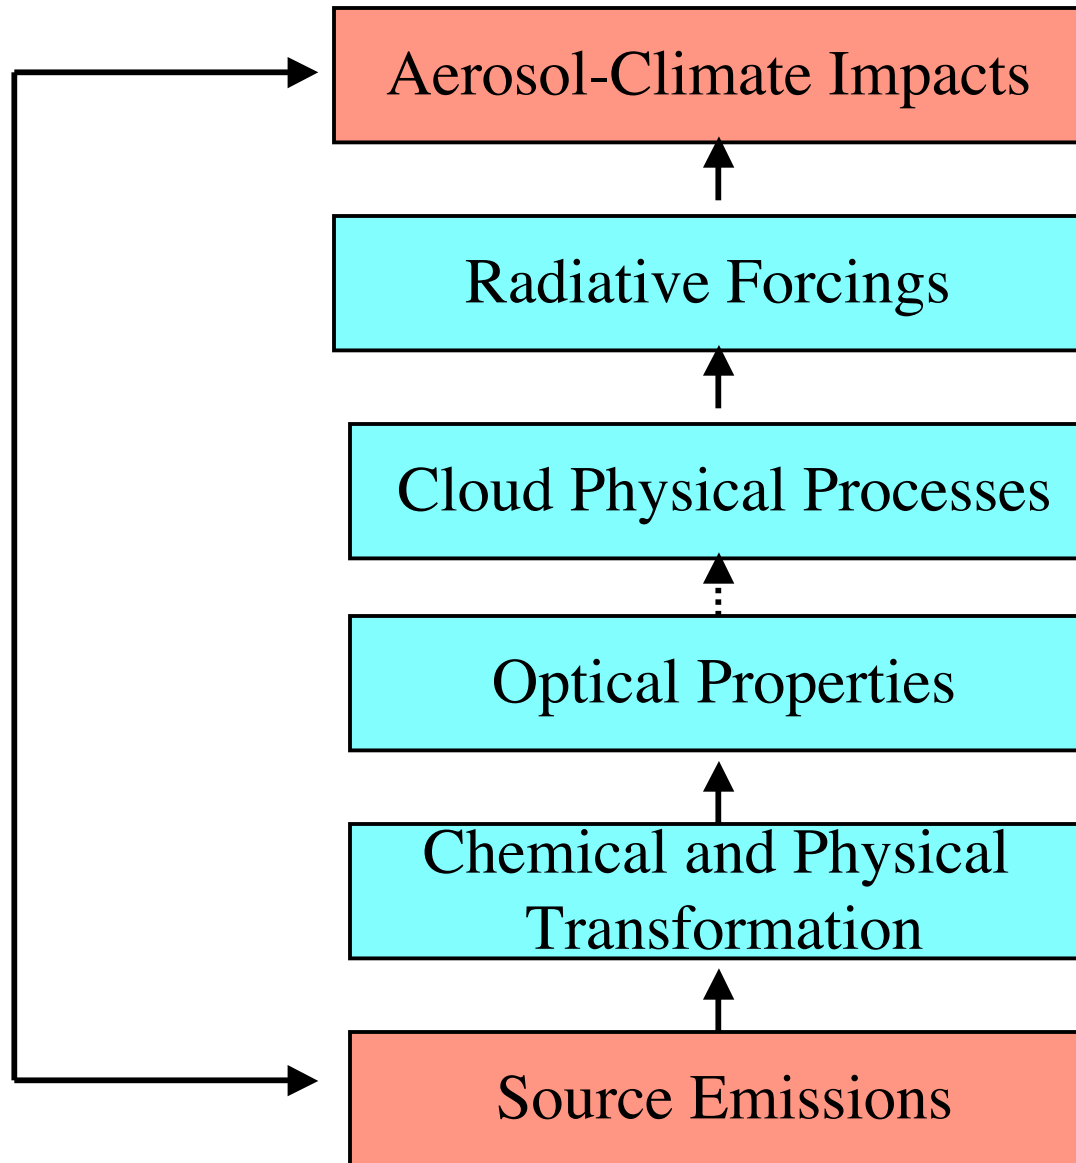 Aerosol-Climate Impacts
Radiative Forcings
Cloud Physical Processes
Optical Properties
Chemical and Physical
Transformation
Source Emissions